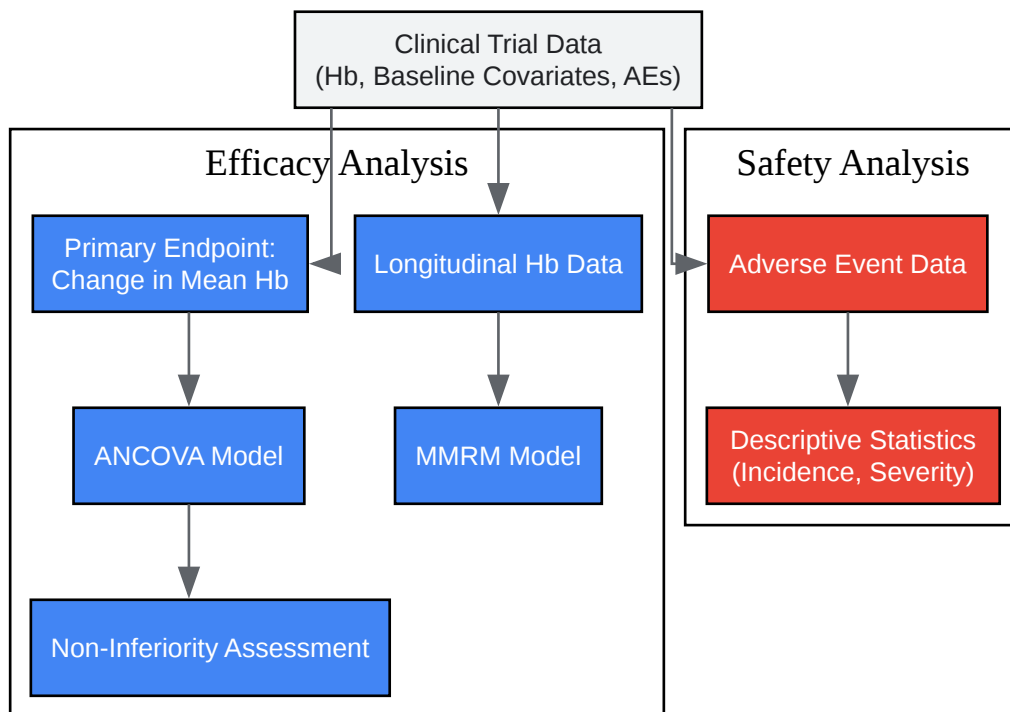 Clinical Trial Data
(Hb, Baseline Covariates, AEs)
Efficacy Analysis
Safety Analysis
Primary Endpoint:
Change in Mean Hb
Longitudinal Hb Data
Adverse Event Data
ANCOVA Model
MMRM Model
Descriptive Statistics
(Incidence, Severity)
Non-Inferiority Assessment